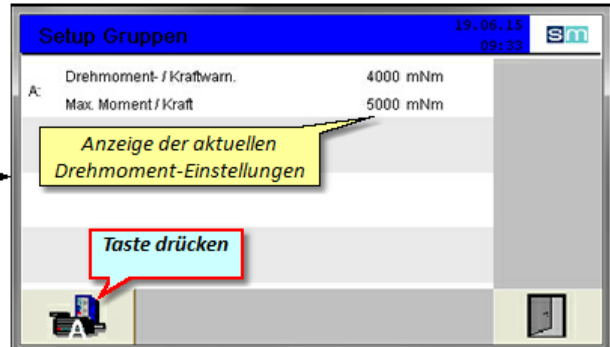 Setup Gruppen
19.06.15
09:33
sm
A:
Drehmoment- / Kraftwarn. 4000 mNm
Max. Moment / Kraft 5000 mNm
Anzeige der aktuellen
Drehmoment-Einstellungen
Taste drücken
A